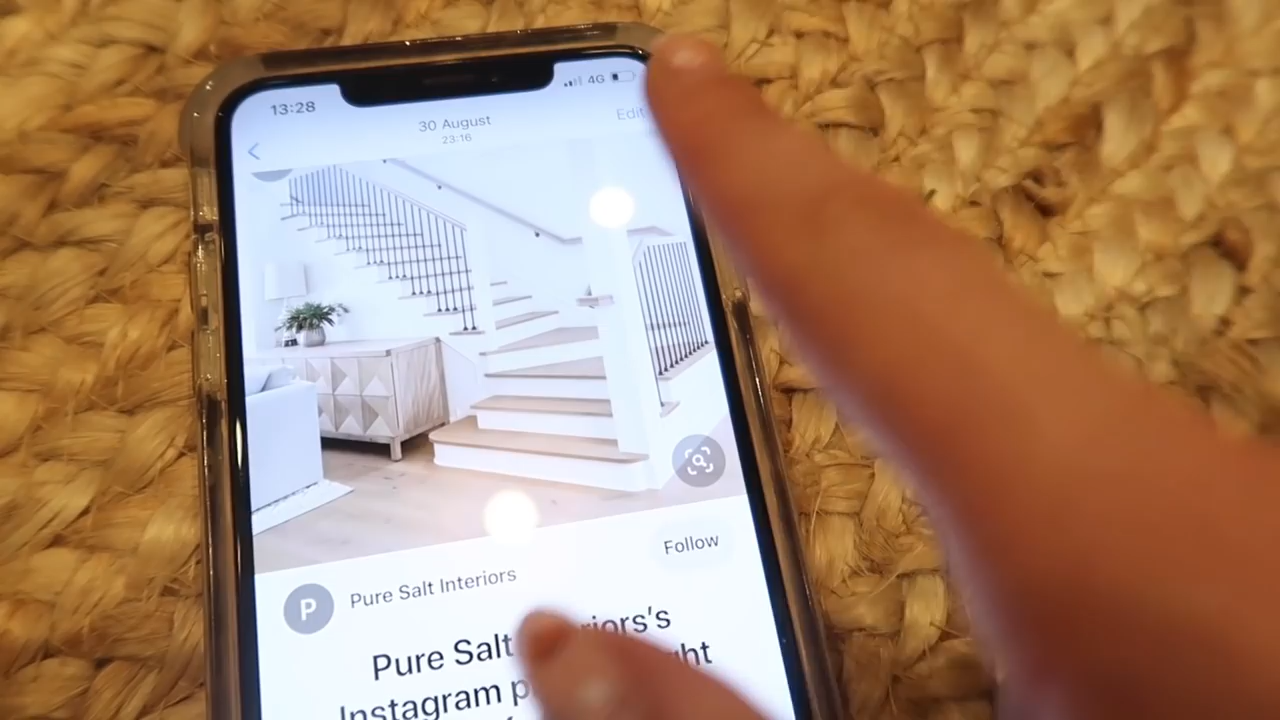 13:28
4G
30 August
23:16
Edit
Follow
P
Pure Salt Interiors
Pure Salt
Instagram